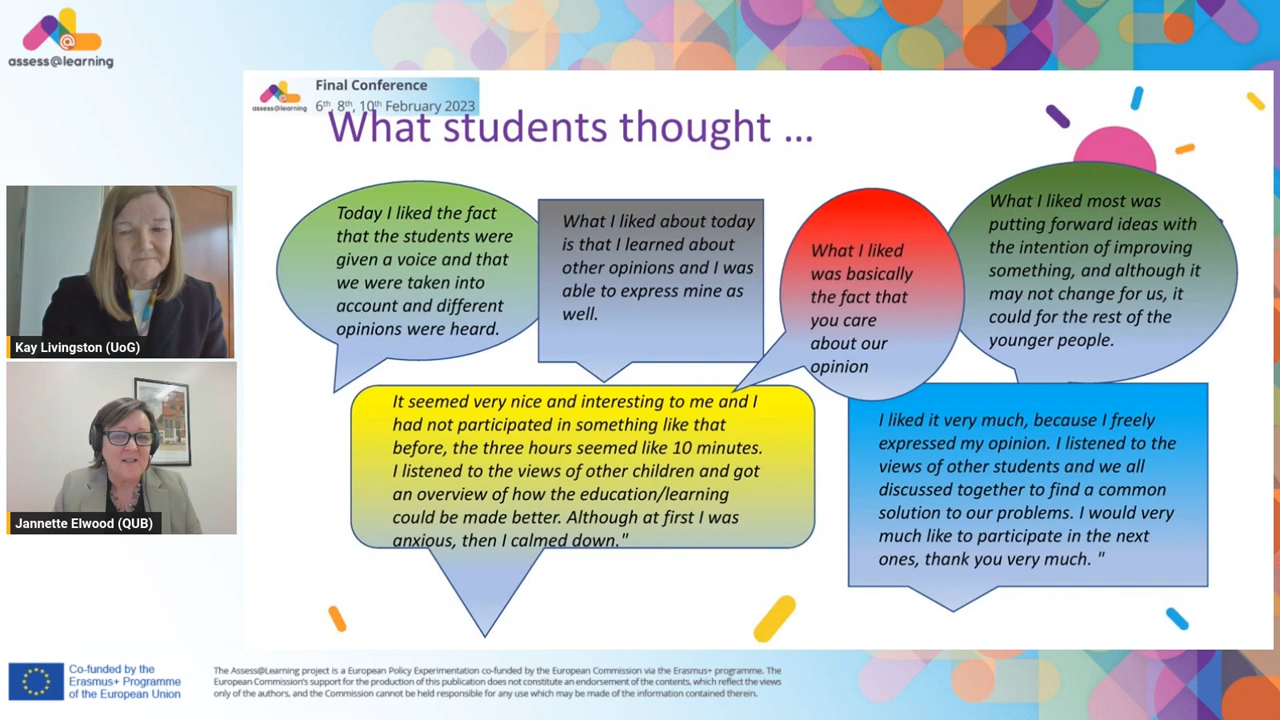 assess@learning
assess@learning
Final Conference
6th, 8th, 10th February 2023
What students thought ...
Today I liked the fact
that the students were
given a voice and that
we were taken into
account and different
opinions were heard.
What I liked about today
is that I learned about
other opinions and I was
able to express mine as
well.
What I liked
was basically
the fact that
you care
about our
opinion
What I liked most was
putting forward ideas with
the intention of improving
something, and although it
may not change for us, it
could for the rest of the
younger people.
It seemed very nice and interesting to me and I
had not participated in something like that
before, the three hours seemed like 10 minutes.
I listened to the views of other children and got
an overview of how the education/learning
could be made better. Although at first I was
anxious, then I calmed down."
I liked it very much, because I freely
expressed my opinion. I listened to the
views of other students and we all
discussed together to find a common
solution to our problems. I would very
much like to participate in the next
ones, thank you very much. "
Kay Livingston (UoG)
Jannette Elwood (QUB)
Co-funded by the
Erasmus+ Programme
of the European Union
The Assess@Learning project is a European Policy Experimentation co-funded by the European Commission via the Erasmus+ programme. The
European Commission's support for the production of this publication does not constitute an endorsement of the contents, which reflect the views
only of the authors, and the Commission cannot be held responsible for any use which may be made of the information contained therein.